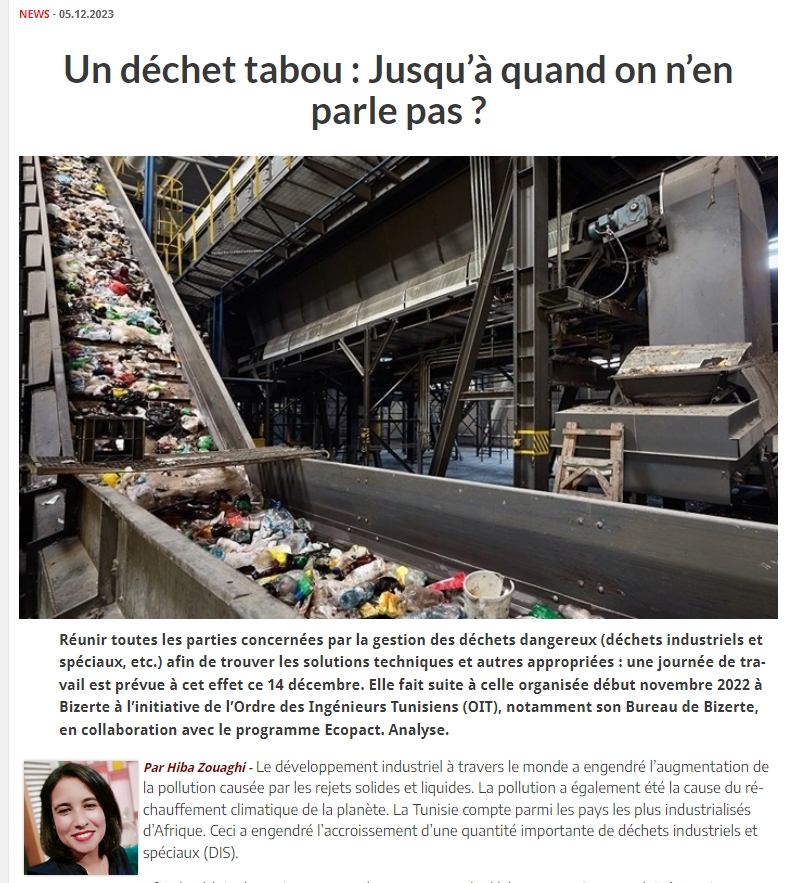 NEWS - 05.12.2023
Un déchet tabou : Jusqu’à quand on n’en
parle pas ?
Réunir toutes les parties concernées par la gestion des déchets dangereux (déchets industriels et
spéciaux, etc.) afin de trouver les solutions techniques et autres appropriées : une journée de tra-
vail est prévue à cet effet ce 14 décembre. Elle fait suite à celle organisée début novembre 2022 à
Bizerte à l’initiative de l’Ordre des Ingénieurs Tunisiens (OIT), notamment son Bureau de Bizerte,
en collaboration avec le programme Ecopact. Analyse.
Par Hiba Zouaghi - Le développement industriel à travers le monde a engendré l’augmentation de
la pollution causée par les rejets solides et liquides. La pollution a également été la cause du ré-
chauffement climatique de la planète. La Tunisie compte parmi les pays les plus industrialisés
d’Afrique. Ceci a engendré l’accroissement d’une quantité importante de déchets industriels et
spéciaux (DIS).